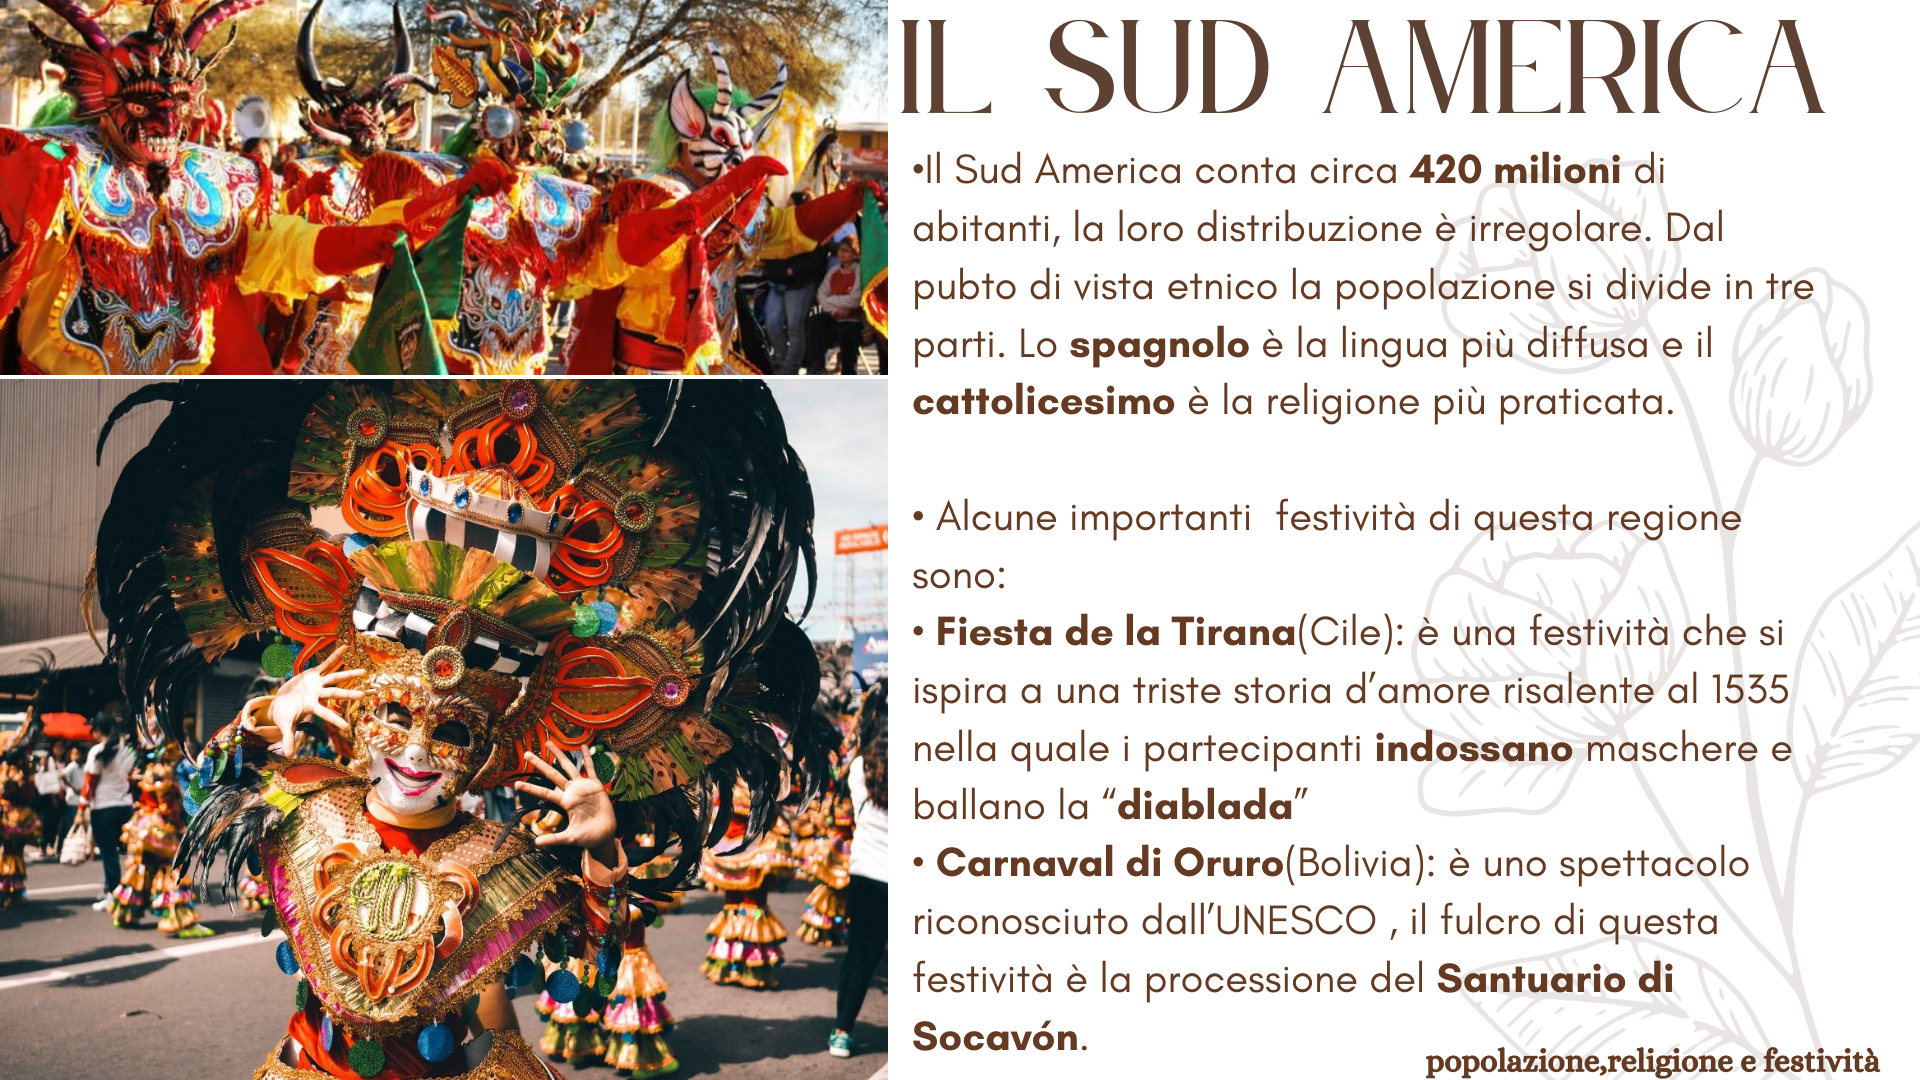 IL SUD AMERICA
•Il Sud America conta circa 420 milioni di
abitanti, la loro distribuzione è irregolare. Dal
pubto di vista etnico la popolazione si divide in tre
parti. Lo spagnolo è la lingua più diffusa e il
cattolicesimo è la religione più praticata.
• Alcune importanti festività di questa regione
sono:
• Fiesta de la Tirana(Cile): è una festività che si
ispira a una triste storia d’amore risalente al 1535
nella quale i partecipanti indossano maschere e
ballano la “diablada”
• Carnaval di Oruro(Bolivia): è uno spettacolo
riconosciuto dall’UNESCO , il fulcro di questa
festività è la processione del Santuario di
Socavón.
popolazione,religione e festività